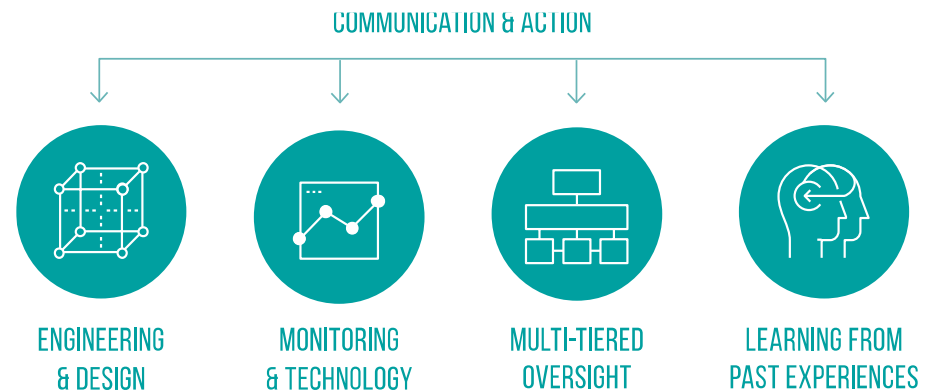 COMMUNICATION & ACTION
ENGINEERING
& DESIGN
MONITORING
& TECHNOLOGY
MULTI-TIERED
OVERSIGHT
LEARNING FROM
PAST EXPERIENCES